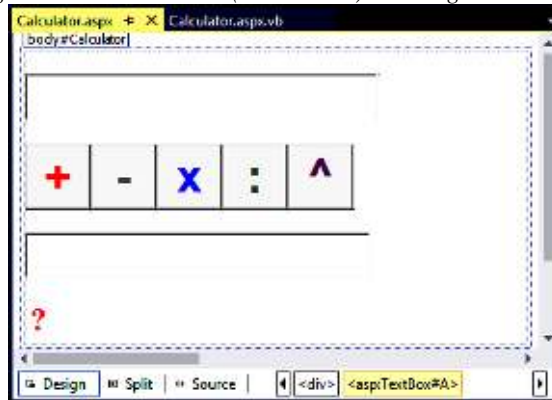 Calculator.aspx Calculator.aspx.vb
body#Calculator
+ - x : ^
?
Design Split Source <div> <asp:TextBox#A>